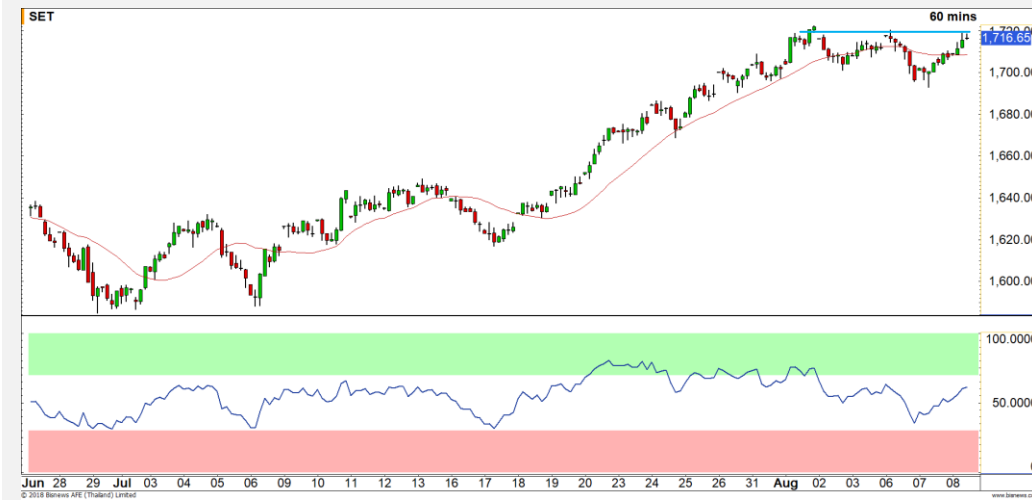 SET
60 mins
1,720.00
1,716.65
1,700.00
1,680.00
1,660.00
1,640.00
1,620.00
1,600.00
100.0000
50.0000
0
Jun 28 29 Jul 03 04 05 06 09 10 11 12 13 16 17 18 19 20 23 24 25 26 31 Aug 02 03 06 07 08
© 2018 Bisnews AFE (Thailand) Limited
www.bisnews.co